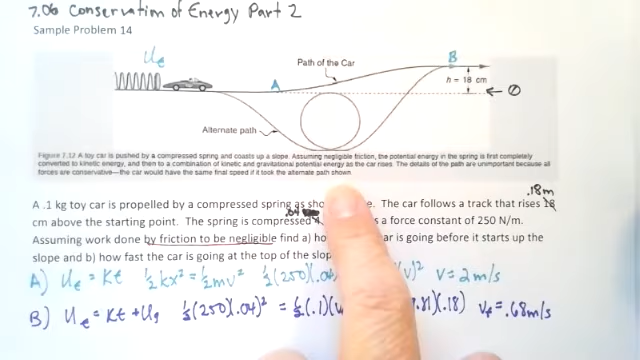 7.06 Conservation of Energy Part 2
Sample Problem 14
Ue
B
Path of the Car
h = 18 cm
A
0
Alternate path
Figure 7.12 A toy car is pushed by a compressed spring and coasts up a slope. Assuming negligible friction, the potential energy in the spring is first completely
converted to kinetic energy, and then to a combination of kinetic and gravitational potential energy as the car rises. The details of the path are unimportant because all
forces are conservative—the car would have the same final speed if it took the alternate path shown.
.18m
A .1 kg toy car is propelled by a compressed spring as sho e. The car follows a track that rises 18
.04
cm above the starting point. The spring is compressed 4 s a force constant of 250 N/m.
Assuming work done by friction to be negligible find a) ho ar is going before it starts up the
slope and b) how fast the car is going at the top of the slop
A) Ue = Kt ½kx² = ½mv² ½(250)(.04 (v)² v = 2 m/s
B) Ue = Kt + Ug ½(250)(.04)² = ½(.1)(v .81)(.18) vf = .68 m/s